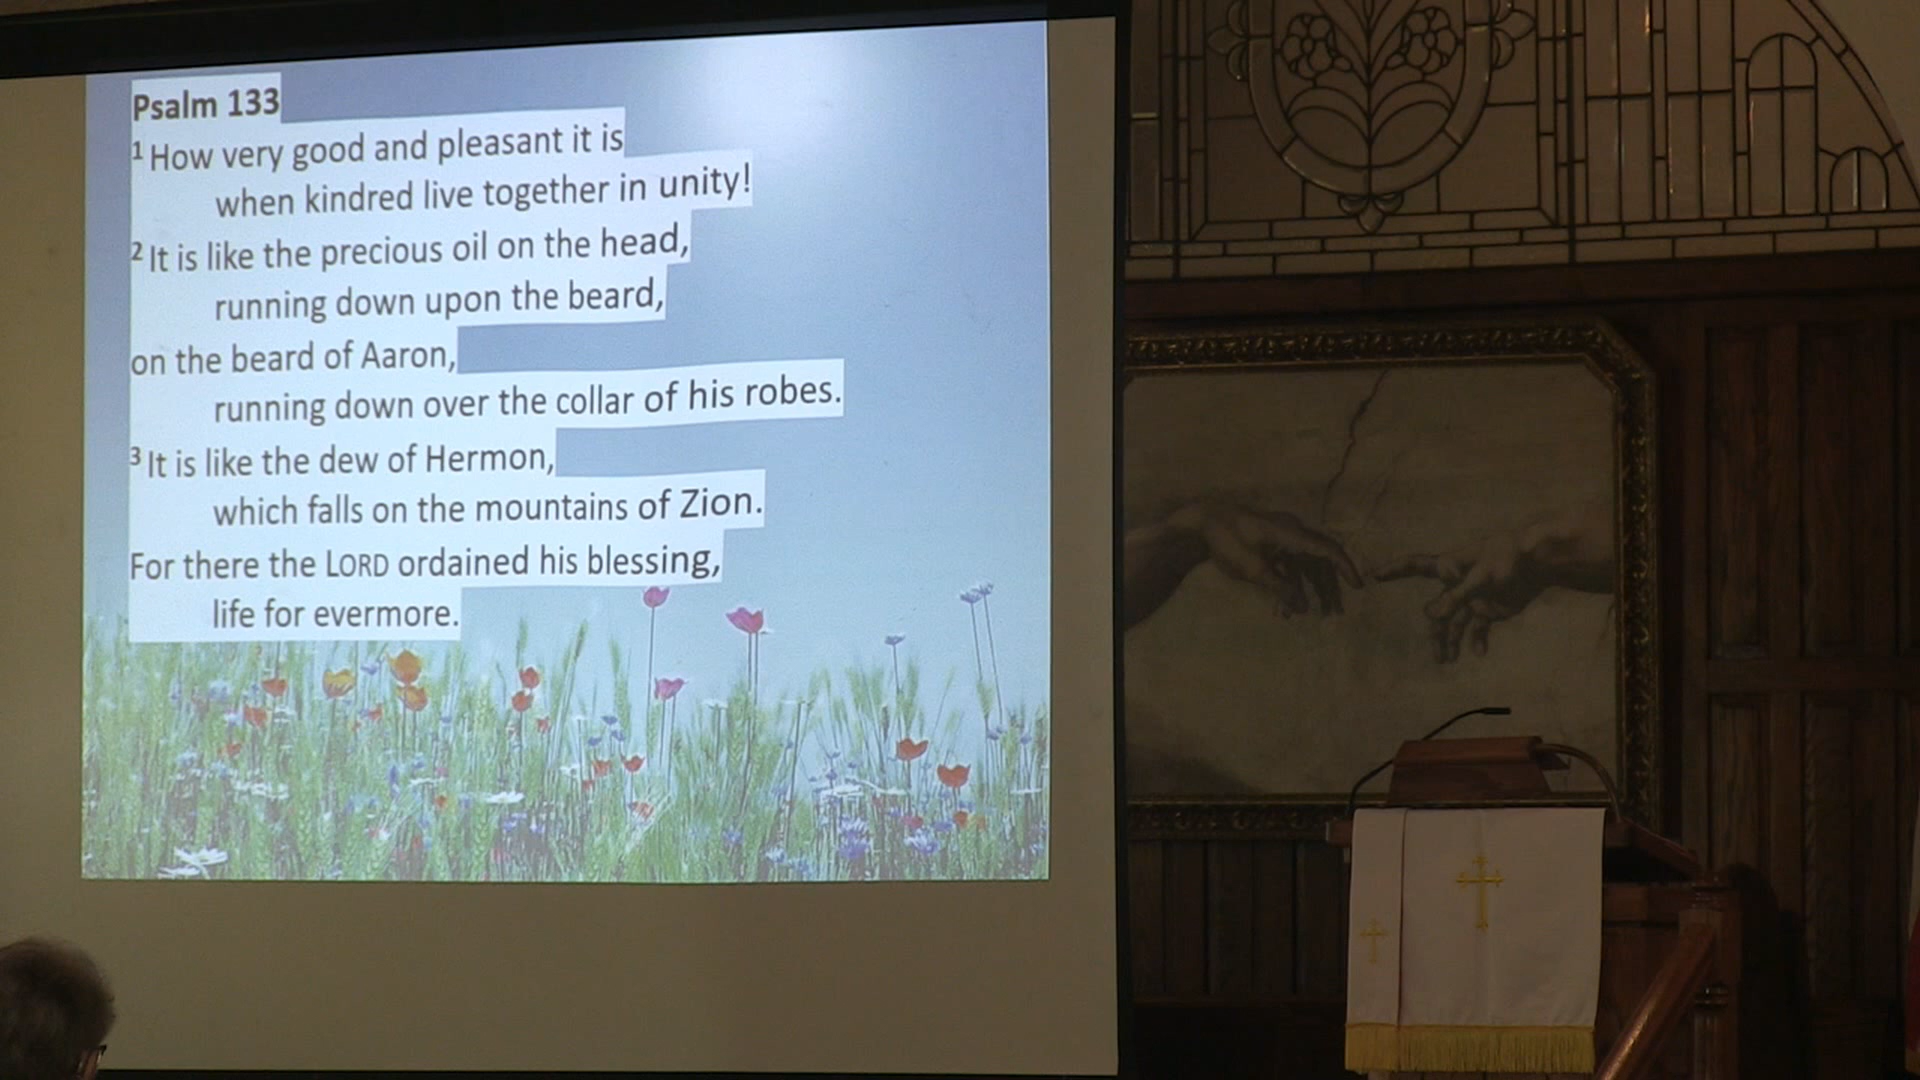 Psalm 133
1 How very good and pleasant it is
when kindred live together in unity!
2 It is like the precious oil on the head,
running down upon the beard,
on the beard of Aaron,
running down over the collar of his robes.
3 It is like the dew of Hermon,
which falls on the mountains of Zion.
For there the LORD ordained his blessing,
life for evermore.